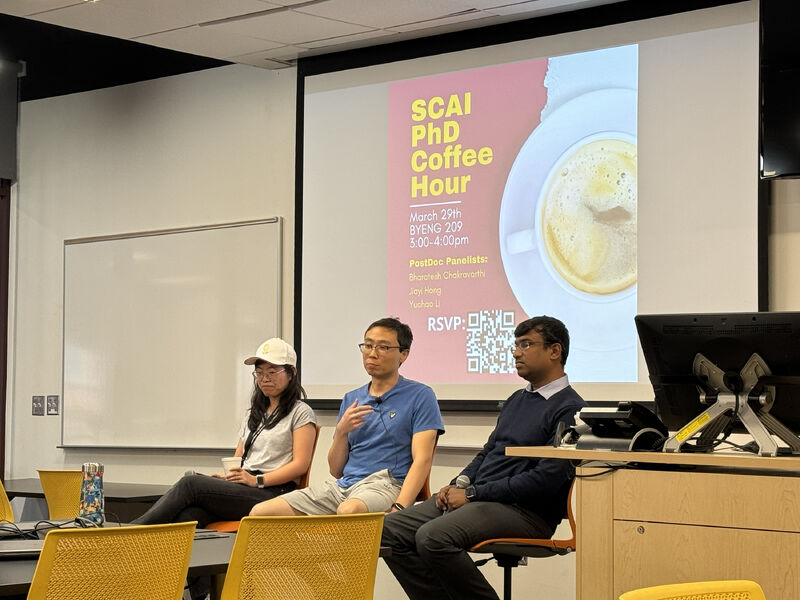 SCAI
PhD
Coffee
Hour
March 29th
BYENG 209
3:00-4:00pm
PostDoc Panelists:
Bharatesh Chakravarthi
Jiayi Hong
Yuchao Li
RSVP: